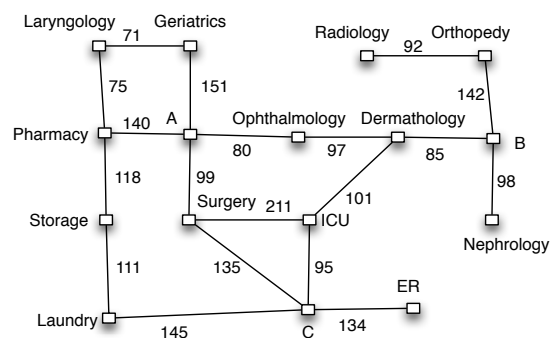 Laryngology
71
Geriatrics
Radiology
92
Orthopedy
75
151
142
Pharmacy
140
A
Ophthalmology
Dermathology
B
80
97
85
118
99
98
Surgery
211
101
Storage
ICU
Nephrology
111
135
95
ER
Laundry
145
C
134